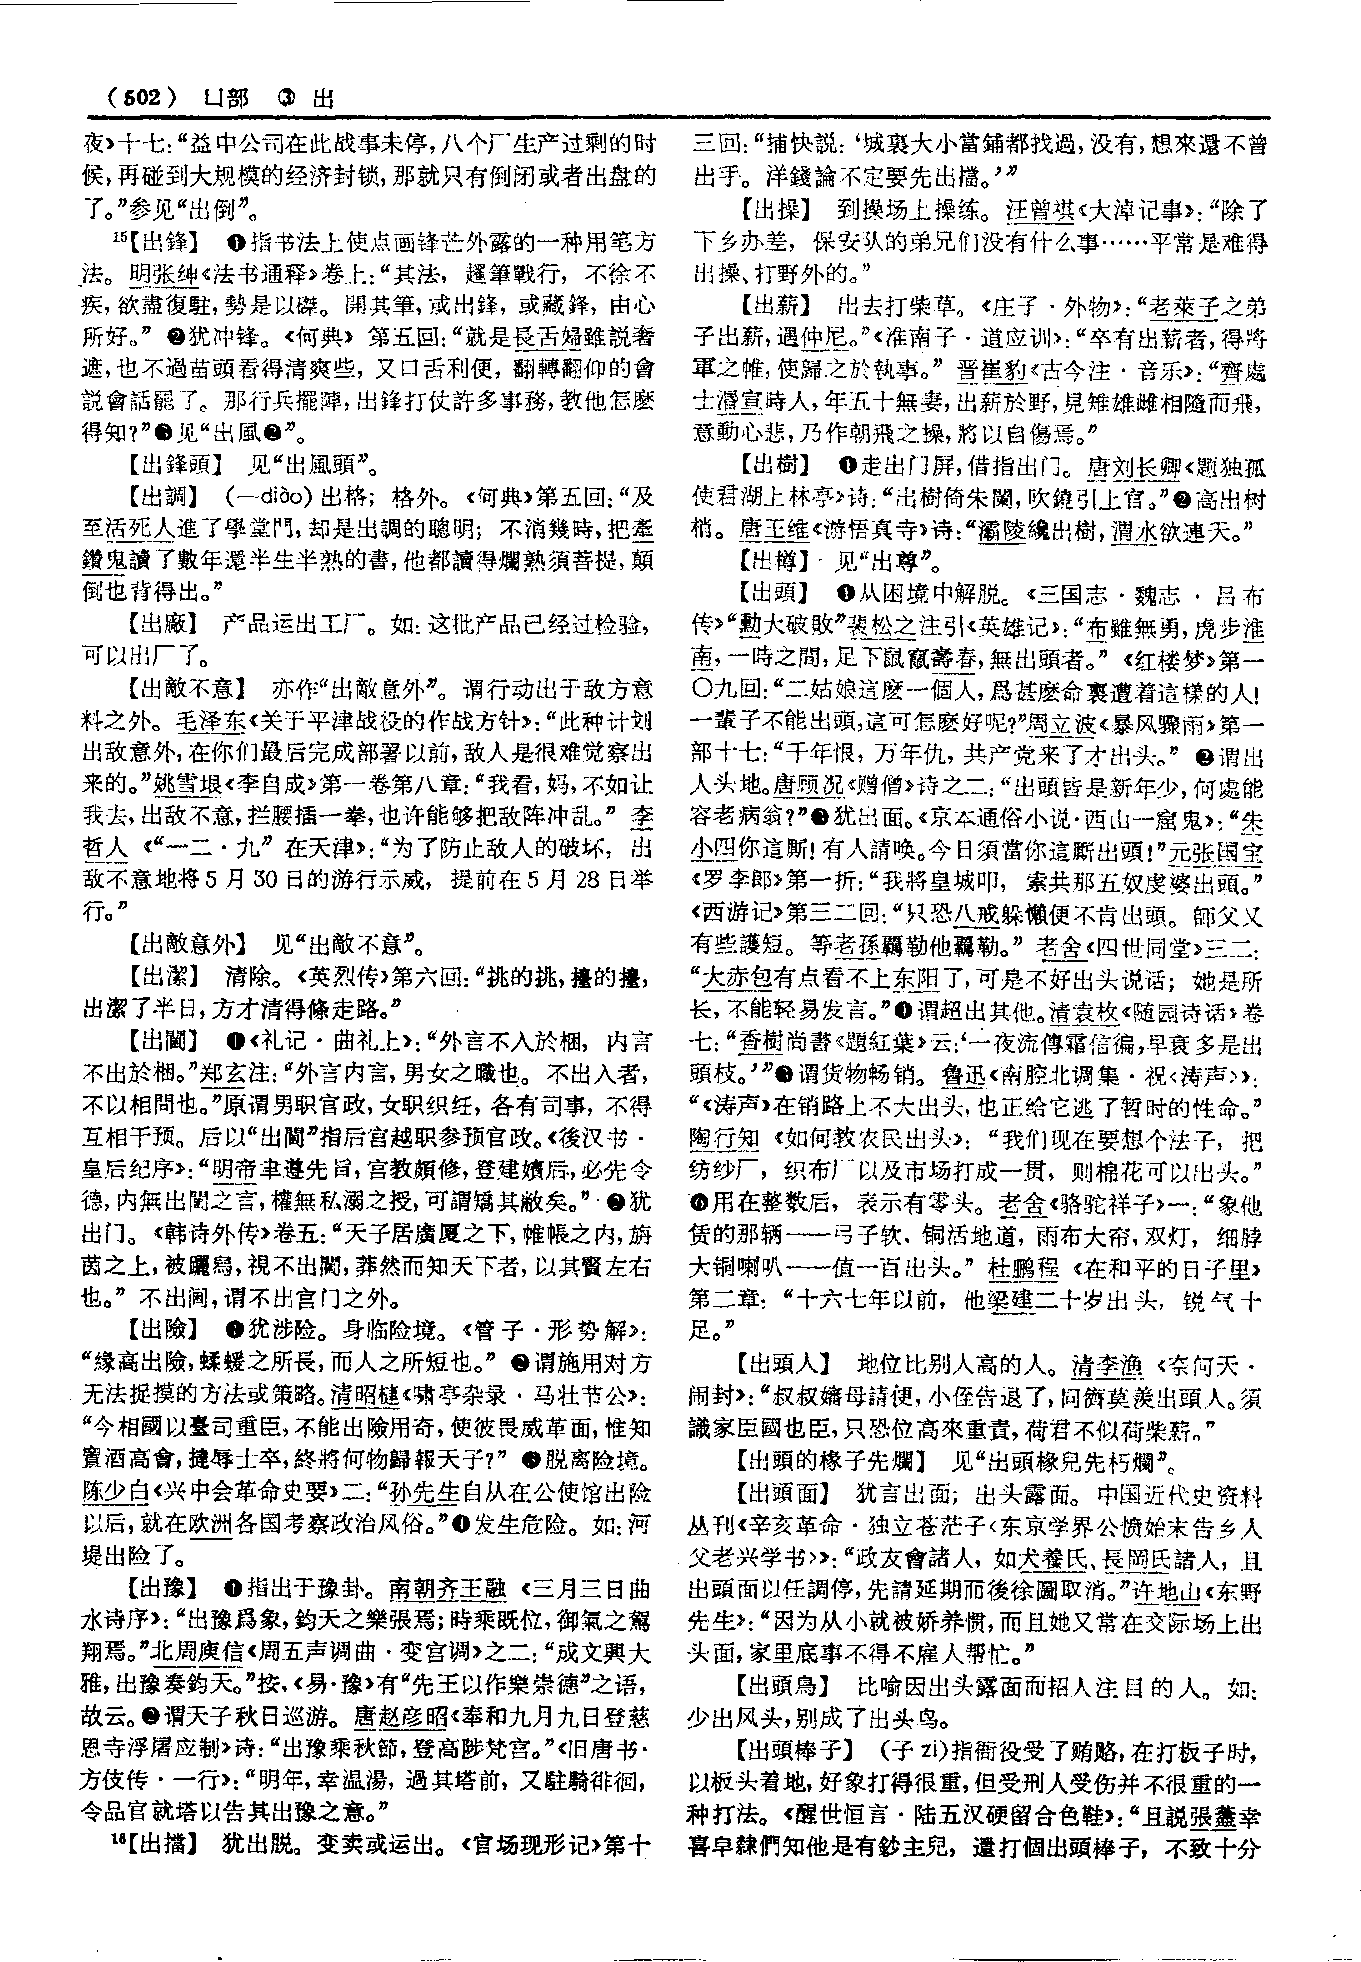 （502） 凵部 ③ 出
夜》十七：“益中公司在此战事未停，八个厂生产过剩的时
候，再碰到大规模的经济封锁，那就只有倒闭或者出盘的
了。”参见“出倒”。
15【出鋒】 ❶指书法上使点画锋芒外露的一种用笔方
法。明张绅《法书通释》卷上：“其法，趯筆戰行，不徐不
疾，欲盡復駐，勢是以磔。開其筆，或出鋒，或藏鋒，由心
所好。” ❷犹冲锋。《何典》第五回：“就是長舌婦雖説奢
遮，也不過苗頭看得清爽些，又口舌利便，翻轉翻仰的會
説會話罷了。那行兵擺陣，出鋒打仗許多事務，教他怎麽
得知？”❸见“出風❷”。
【出鋒頭】 见“出風頭”。
【出調】 （—diào）出格；格外。《何典》第五回：“及
至活死人進了學堂門，却是出調的聰明；不消幾時，把牽
鑽鬼讀了數年還半生半熟的書，他都讀得爛熟須菩提，顛
倒也背得出。”
【出廠】 产品运出工厂。如：这批产品已经过检验，
可以出厂了。
【出敵不意】 亦作“出敵意外”。谓行动出于敌方意
料之外。毛泽东《关于平津战役的作战方针》：“此种计划
出敌意外，在你们最后完成部署以前，敌人是很难觉察出
来的。”姚雪垠《李自成》第一卷第八章：“我看，妈，不如让
我去，出敌不意，拦腰插一拳，也许能够把敌阵冲乱。” 李
哲人《“一二·九”在天津》：“为了防止敌人的破坏，出
敌不意地将5月30日的游行示威，提前在5月28日举
行。”
【出敵意外】 见“出敵不意”。
【出潔】 清除。《英烈传》第六回：“挑的挑，擡的擡，
出潔了半日，方才清得條走路。”
【出閫】 ❶《礼记·曲礼上》：“外言不入於梱，内言
不出於梱。”郑玄注：“外言内言，男女之職也。不出入者，
不以相問也。”原谓男职官政，女职织纴，各有司事，不得
互相干预。后以“出閫”指后宫越职参预官政。《後汉书·
皇后纪序》：“明帝聿遵先旨，宫教頗修，登建嬪后，必先令
德，内無出閫之言，權無私溺之授，可謂矯其敝矣。”❷犹
出门。《韩诗外传》卷五：“天子居廣厦之下，帷帳之内，旃
茵之上，被躧舄，視不出閫，莽然而知天下者，以其賢左右
也。” 不出阃，谓不出宫门之外。
【出險】 ❶犹涉险。身临险境。《管子·形势解》：
“緣高出險，蝚蝯之所長，而人之所短也。” ❷谓施用对方
无法捉摸的方法或策略。清昭槤《啸亭杂录·马壮节公》：
“今相國以臺司重臣，不能出險用奇，使彼畏威革面，惟知
置酒高會，撻辱士卒，終將何物歸報天子？” ❸脱离险境。
陈少白《兴中会革命史要》二：“孙先生自从在公使馆出险
以后，就在欧洲各国考察政治风俗。”❹发生危险。如：河
堤出险了。
【出豫】 ❶指出于豫卦。南朝齐王融《三月三日曲
水诗序》：“出豫爲象，鈞天之樂張焉；時乘既位，御氣之駕
翔焉。”北周庾信《周五声调曲·变宫调》之二：“成文興大
雅，出豫奏鈞天。”按，《易·豫》有“先王以作樂崇德”之语，
故云。❷谓天子秋日巡游。唐赵彦昭《奉和九月九日登慈
恩寺浮屠应制》诗：“出豫乘秋節，登高陟梵宫。”《旧唐书·
方伎传·一行》：“明年，幸温湯，過其塔前，又駐騎徘徊，
令品官就塔以告其出豫之意。”
16【出擋】 犹出脱。变卖或运出。《官场现形记》第十
三回：“捕快説：‘城裏大小當鋪都找過，没有，想來還不曾
出手。洋錢論不定要先出擋。’”
【出操】 到操场上操练。汪曾祺《大淖记事》：“除了
下乡办差，保安队的弟兄们没有什么事……平常是难得
出操、打野外的。”
【出薪】 出去打柴草。《庄子·外物》：“老萊子之弟
子出薪，遇仲尼。”《淮南子·道应训》：“卒有出薪者，得将
軍之帷，使歸之於執事。” 晋崔豹《古今注·音乐》：“齊處
士湣宣時人，年五十無妻，出薪於野，見雉雄雌相隨而飛，
意動心悲，乃作朝飛之操，將以自傷焉。”
【出樹】 ❶走出门屏，借指出门。唐刘长卿《题独孤
使君湖上林亭》诗：“出樹倚朱闌，吹鐃引上官。”❷高出树
梢。唐王维《游悟真寺》诗：“灞陵纔出樹，渭水欲連天。”
【出樽】 见“出尊”。
【出頭】 ❶从困境中解脱。《三国志·魏志·吕布
传》“勳大破敗”裴松之注引《英雄记》：“布雖無勇，虎步淮
南，一時之間，足下鼠竄壽春，無出頭者。” 《红楼梦》第一
〇九回：“二姑娘這麽一個人，爲甚麽命裏遭着這樣的人！
一輩子不能出頭，這可怎麽好呢？”周立波《暴风骤雨》第一
部十七：“千年恨，万年仇，共产党来了才出头。” ❷谓出
人头地。唐顾况《赠僧》诗之二：“出頭皆是新年少，何處能
容老病翁？”❸犹出面。《京本通俗小说·西山一窟鬼》：“朱
小四你這厮！有人請唤。今日須當你這厮出頭！”元张国宝
《罗李郎》第一折：“我將皇城叩，索共那五奴虔婆出頭。”
《西游记》第三二回：“只恐八戒躲懶便不肯出頭。師父又
有些護短。等老孫羈勒他羈勒。” 老舍《四世同堂》三二：
“大赤包有点看不上东阳了，可是不好出头说话；她是所
长，不能轻易发言。”❹谓超出其他。清袁枚《随园诗话》卷
七：“香樹尚書《題紅葉》云：‘一夜流傳霜信徧，早衰多是出
頭枝。’”❺谓货物畅销。鲁迅《南腔北调集·祝〈涛声〉》：
“《涛声》在销路上不大出头，也正给它逃了暂时的性命。”
陶行知《如何教农民出头》：“我们现在要想个法子，把
纺纱厂，织布厂以及市场打成一贯，则棉花可以出头。”
❻用在整数后，表示有零头。老舍《骆驼祥子》一：“象他
赁的那辆——弓子软，铜活地道，雨布大帘，双灯，细脖
大铜喇叭——值一百出头。” 杜鹏程《在和平的日子里》
第二章：“十六七年以前，他梁建二十岁出头，锐气十
足。”
【出頭人】 地位比别人高的人。清李渔《奈何天·
闹封》：“叔叔嬸母請便，小侄告退了，同儕莫羨出頭人。須
識家臣國也臣，只恐位高來重責，荷君不似荷柴薪。”
【出頭的椽子先爛】 见“出頭椽兒先朽爛”。
【出頭面】 犹言出面；出头露面。中国近代史资料
丛刊《辛亥革命·独立苍茫子〈东京学界公愤始末告乡人
父老兴学书〉》：“政友會諸人，如犬養氏、長岡氏諸人，且
出頭面以任調停，先請延期而後徐圖取消。”许地山《东野
先生》：“因为从小就被娇养惯，而且她又常在交际场上出
头面，家里底事不得不雇人帮忙。”
【出頭鳥】 比喻因出头露面而招人注目的人。如：
少出风头，别成了出头鸟。
【出頭棒子】 （子zi）指衙役受了贿赂，在打板子时，
以板头着地，好象打得很重，但受刑人受伤并不很重的一
种打法。《醒世恒言·陆五汉硬留合色鞋》：“且説張藎幸
喜皁隸們知他是有鈔主兒，還打個出頭棒子，不致十分